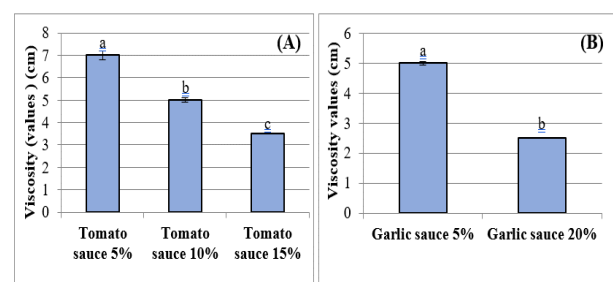 (A)
Viscosity (values ) (cm)
8
7
6
5
4
3
2
1
0
a
b
c
Tomato sauce 5%
Tomato sauce 10%
Tomato sauce 15%
(B)
Viscosity values (cm)
6
5
4
3
2
1
0
a
b
Garlic sauce 5%
Garlic sauce 20%